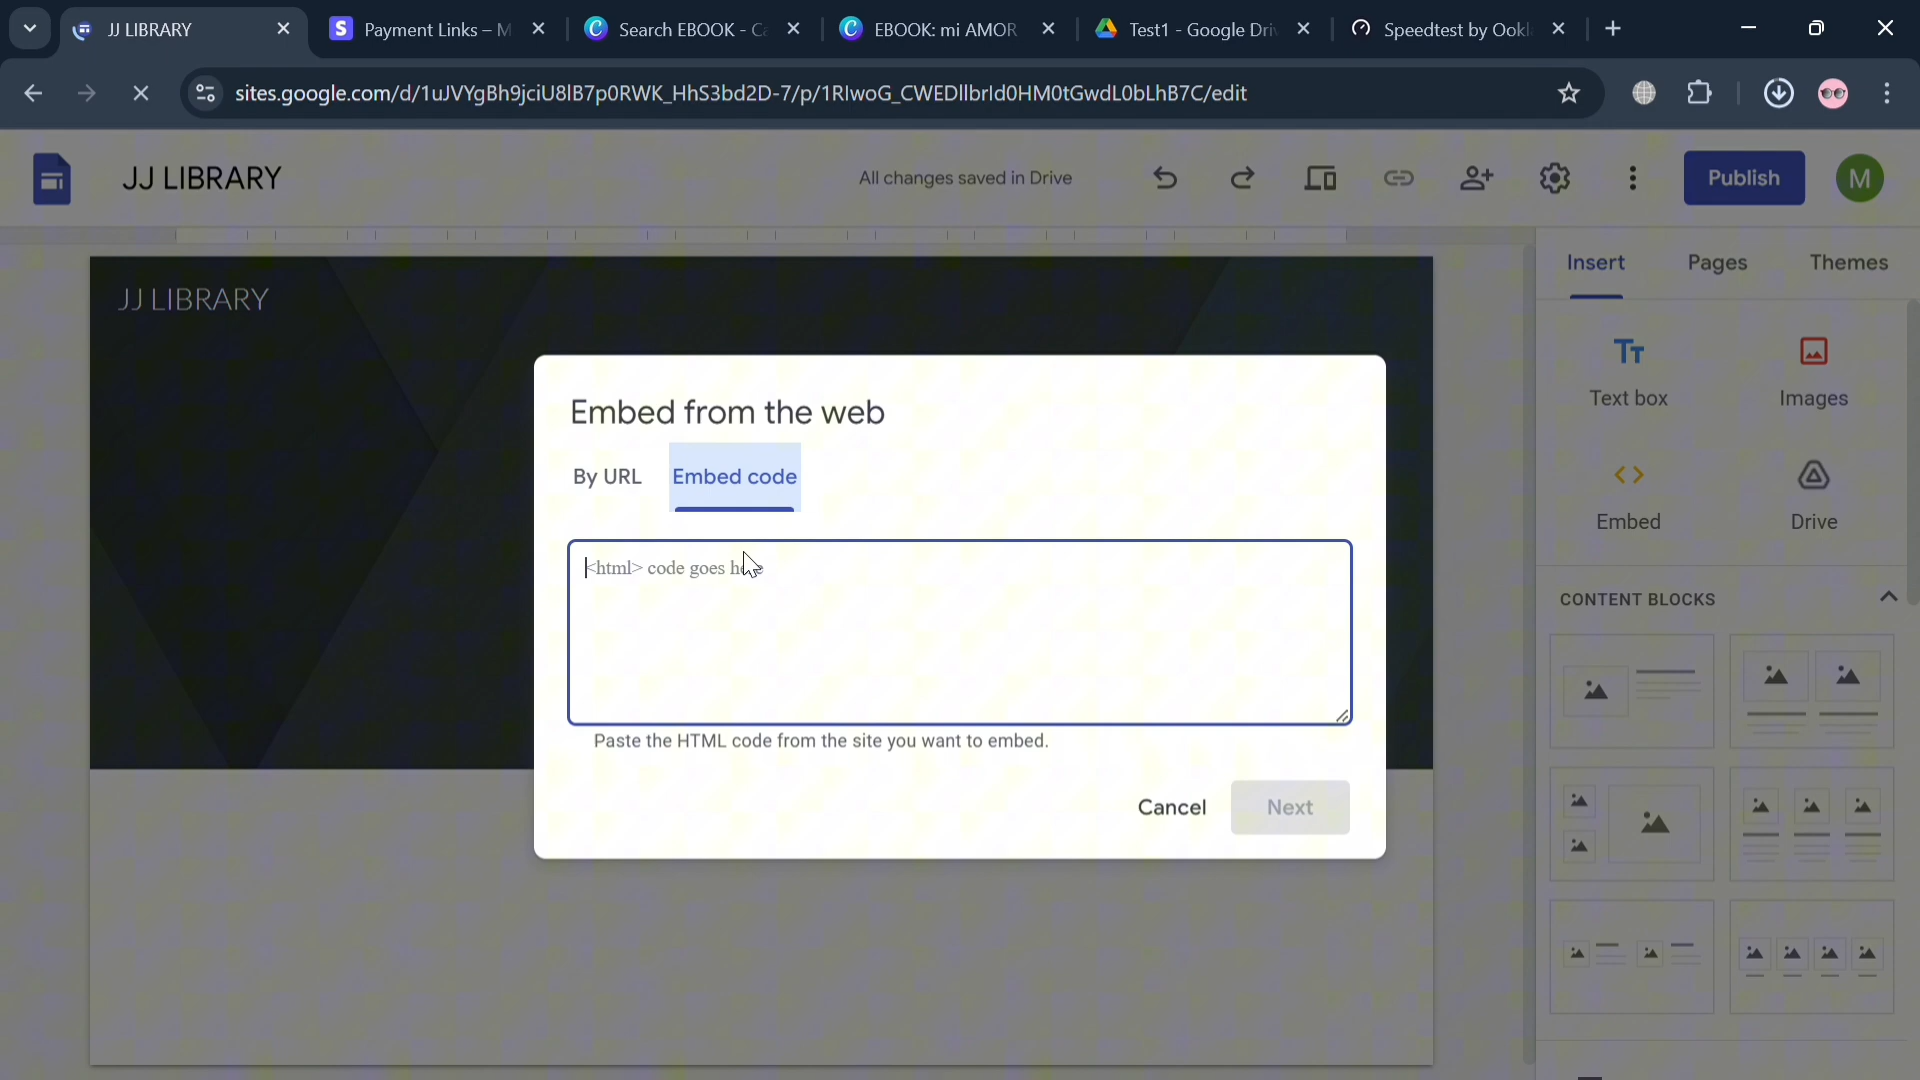 JJ LIBRARY
Payment Links – M
Search EBOOK - Ca
EBOOK: mi AMOR
Test1 - Google Driv
Speedtest by Ookl
sites.google.com/d/1uJVYgBh9jciU8lB7p0RWK_HhS3bd2D-7/p/1RlwoG_CWEDllbrld0HM0tGwdL0bLhB7C/edit
JJ LIBRARY
All changes saved in Drive
Publish
M
Insert
Pages
Themes
JJ LIBRARY
Text box
Images
Embed from the web
By URL
Embed code
Embed
Drive
<html> code goes here
CONTENT BLOCKS
Paste the HTML code from the site you want to embed.
Cancel
Next